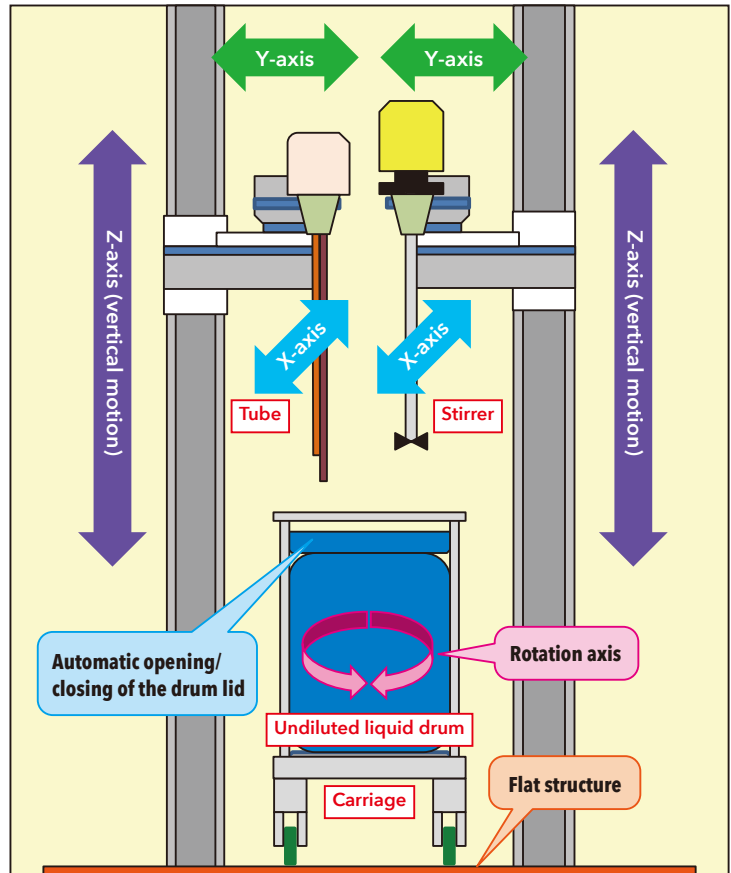 Y-axis
Y-axis
Z-axis (vertical motion)
Z-axis (vertical motion)
X-axis
X-axis
Tube
Stirrer
Automatic opening/
closing of the drum lid
Rotation axis
Undiluted liquid drum
Carriage
Flat structure